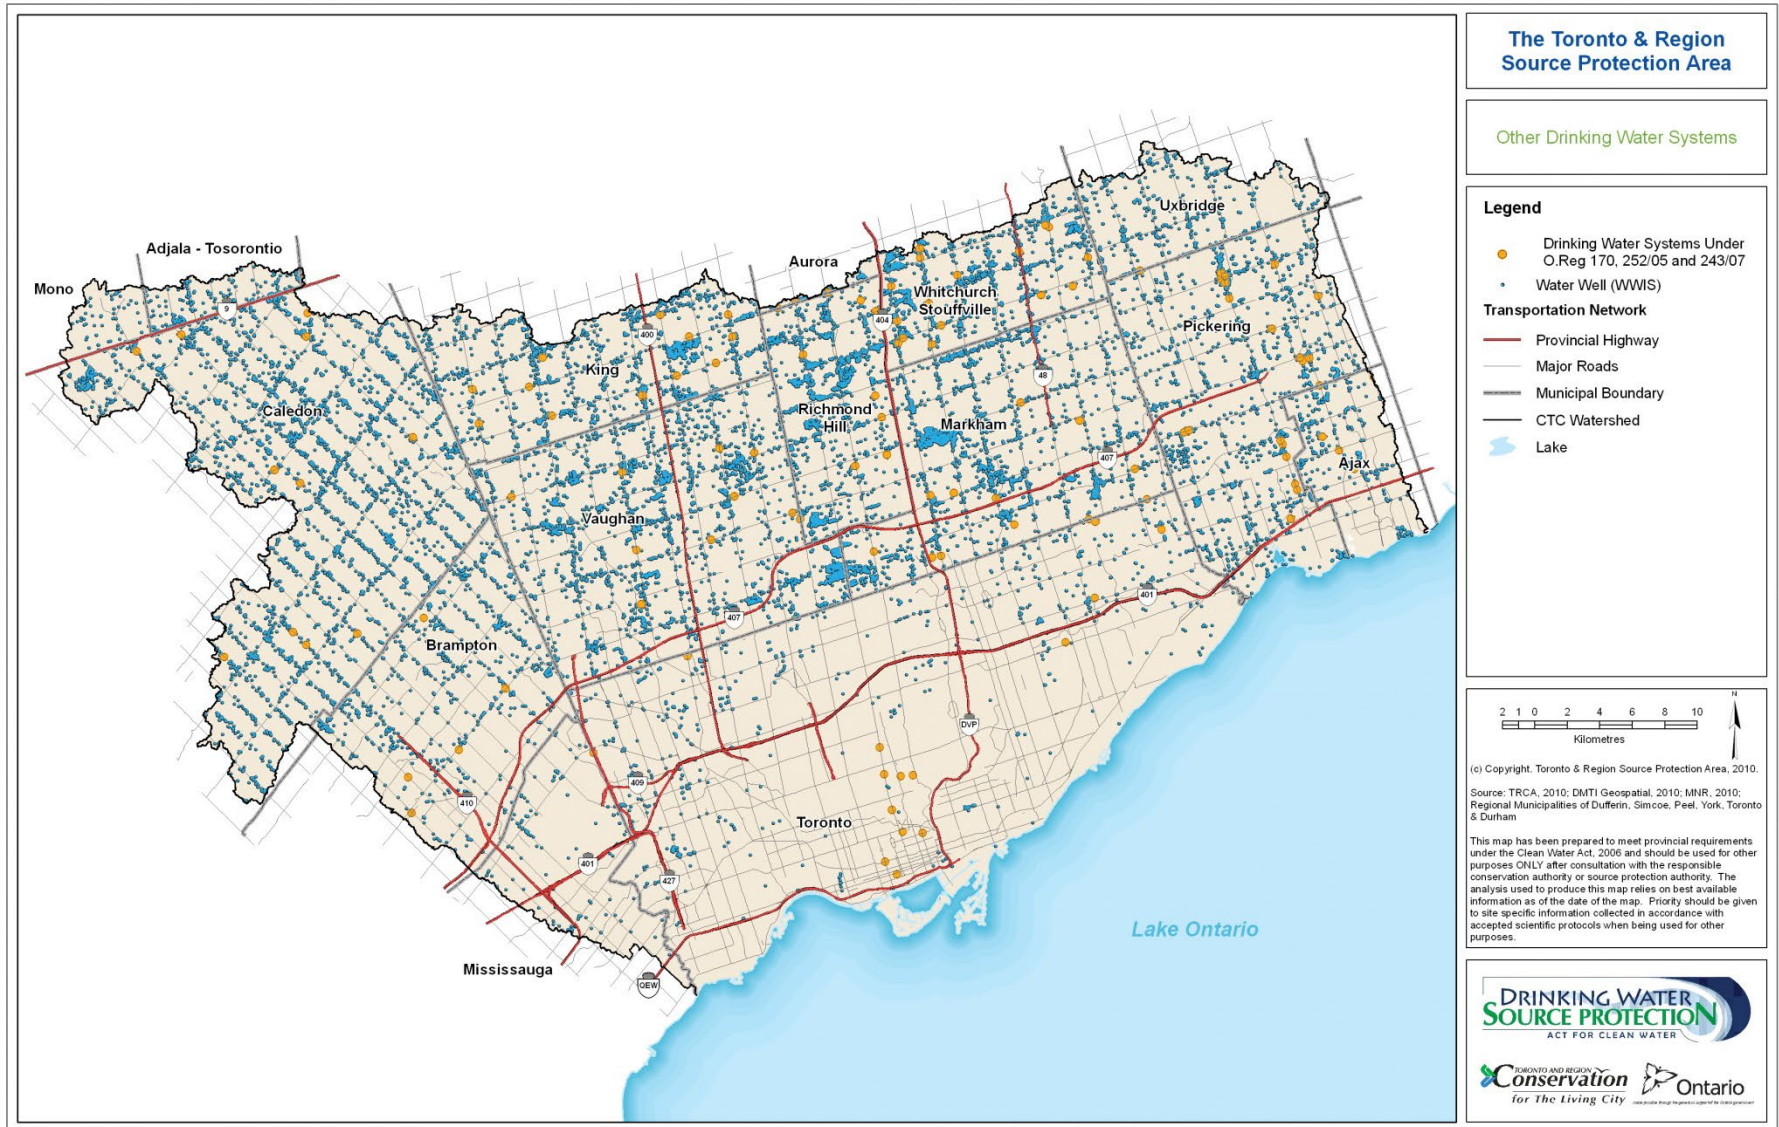 The Toronto & Region
Source Protection Area
Other Drinking Water Systems
Legend
Drinking Water Systems Under
O.Reg 170, 252/05 and 243/07
Water Well (WWIS)
Transportation Network
Provincial Highway
Major Roads
Municipal Boundary
CTC Watershed
Lake
2 1 0 2 4 6 8 10
Kilometres
N
(c) Copyright. Toronto & Region Source Protection Area, 2010.
Source: TRCA, 2010; DMTI Geospatial, 2010; MNR, 2010;
Regional Municipalities of Dufferin, Simcoe, Peel, York, Toronto
& Durham
This map has been prepared to meet provincial requirements
under the Clean Water Act, 2006 and should be used for other
purposes ONLY after consultation with the responsible
conservation authority or source protection authority. The
analysis used to produce this map relies on best available
information as of the date of the map. Priority should be given
to site specific information collected in accordance with
accepted scientific protocols when being used for other
purposes.
DRINKING WATER
SOURCE PROTECTION
ACT FOR CLEAN WATER
TORONTO AND REGION
Conservation
for The Living City
Ontario
Adjala - Tosorontio
Mono
Aurora
Uxbridge
Whitchurch
Stouffville
Pickering
King
Caledon
Richmond
Hill
Markham
Ajax
Vaughan
Brampton
Toronto
Mississauga
Lake Ontario
9
400
404
48
407
407
401
DVP
409
410
401
427
QEW